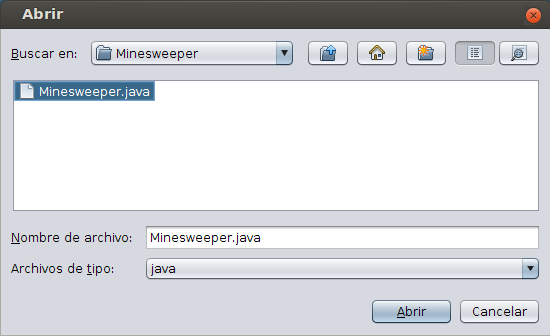 Abrir
Buscar en: Minesweeper
Minesweeper.java
Nombre de archivo: Minesweeper.java
Archivos de tipo: java
Abrir Cancelar